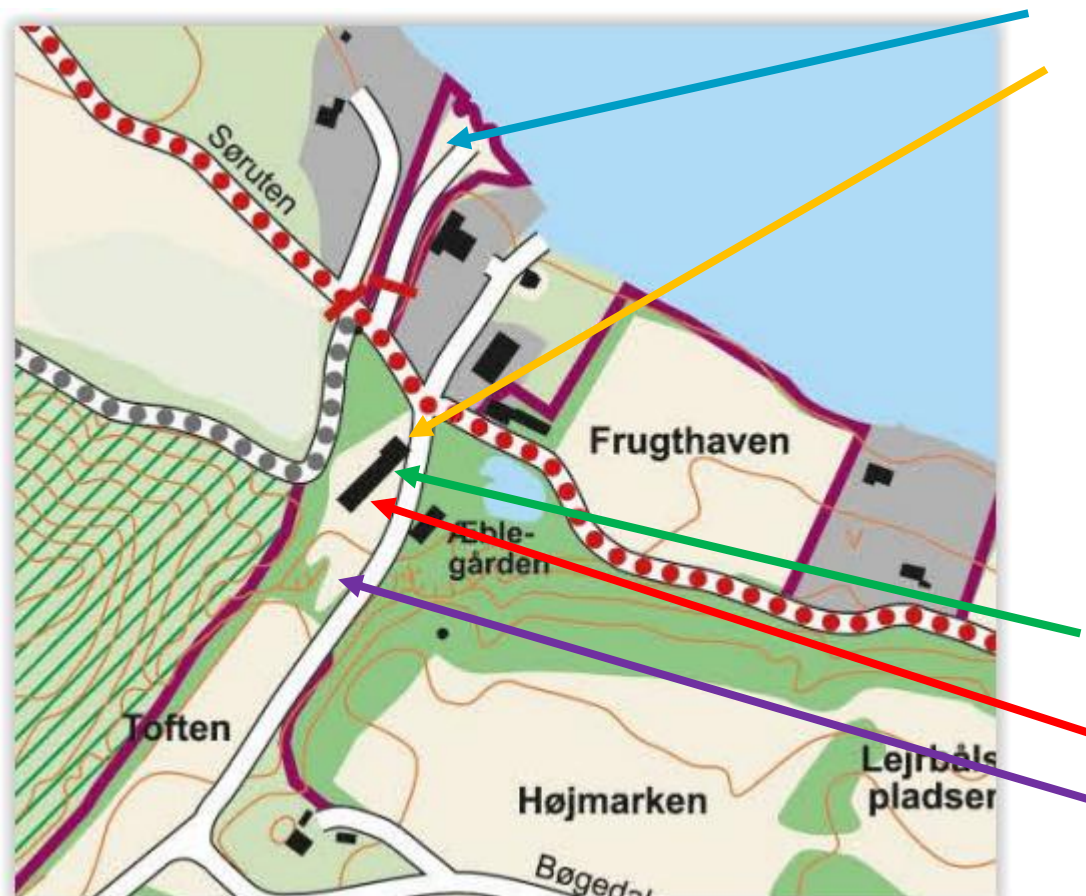 Søruten
Frugthaven
Æble-
gården
Toften
Højmarken
Lejrbåls
pladser
Bøgedal